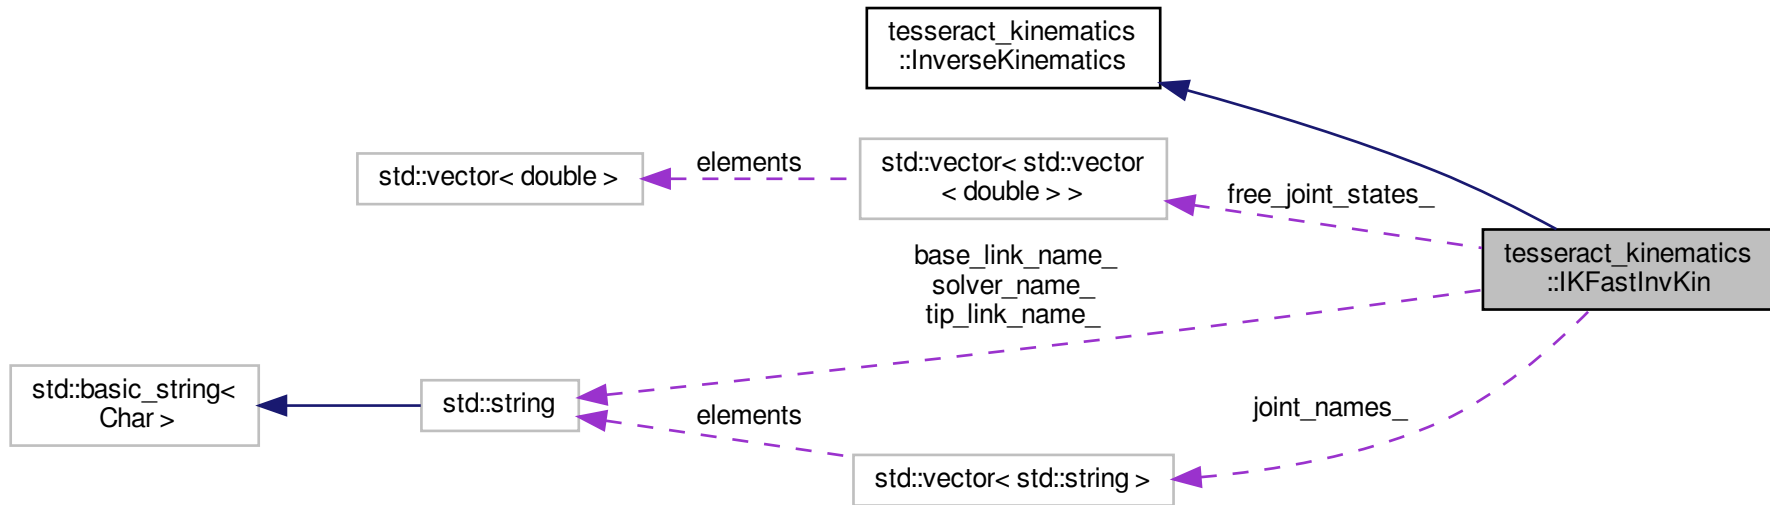 tesseract_kinematics
::InverseKinematics
std::vector< double >
elements
std::vector< std::vector
< double > >
free_joint_states_
tesseract_kinematics
::IKFastInvKin
base_link_name_
solver_name_
tip_link_name_
std::basic_string<
Char >
std::string
elements
joint_names_
std::vector< std::string >